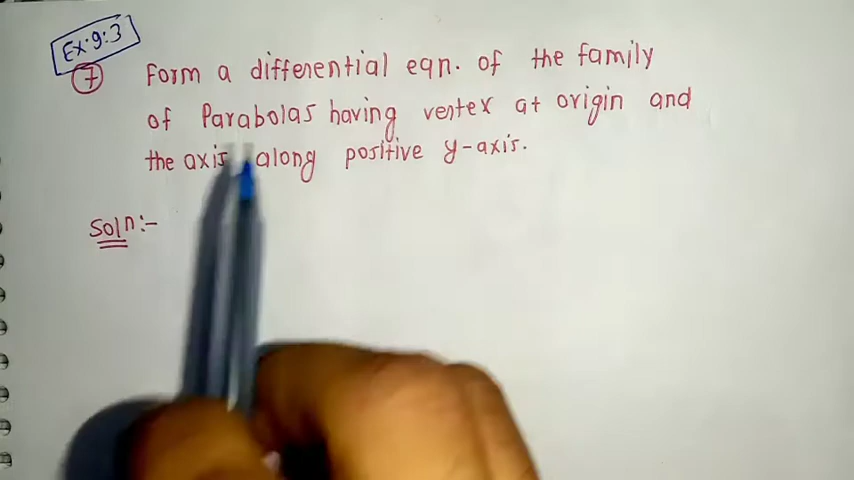 Ex:9:3
7 Form a differential eqn. of the family
of Parabolas having vertex at origin and
the axis along positive y-axis.
Soln:-